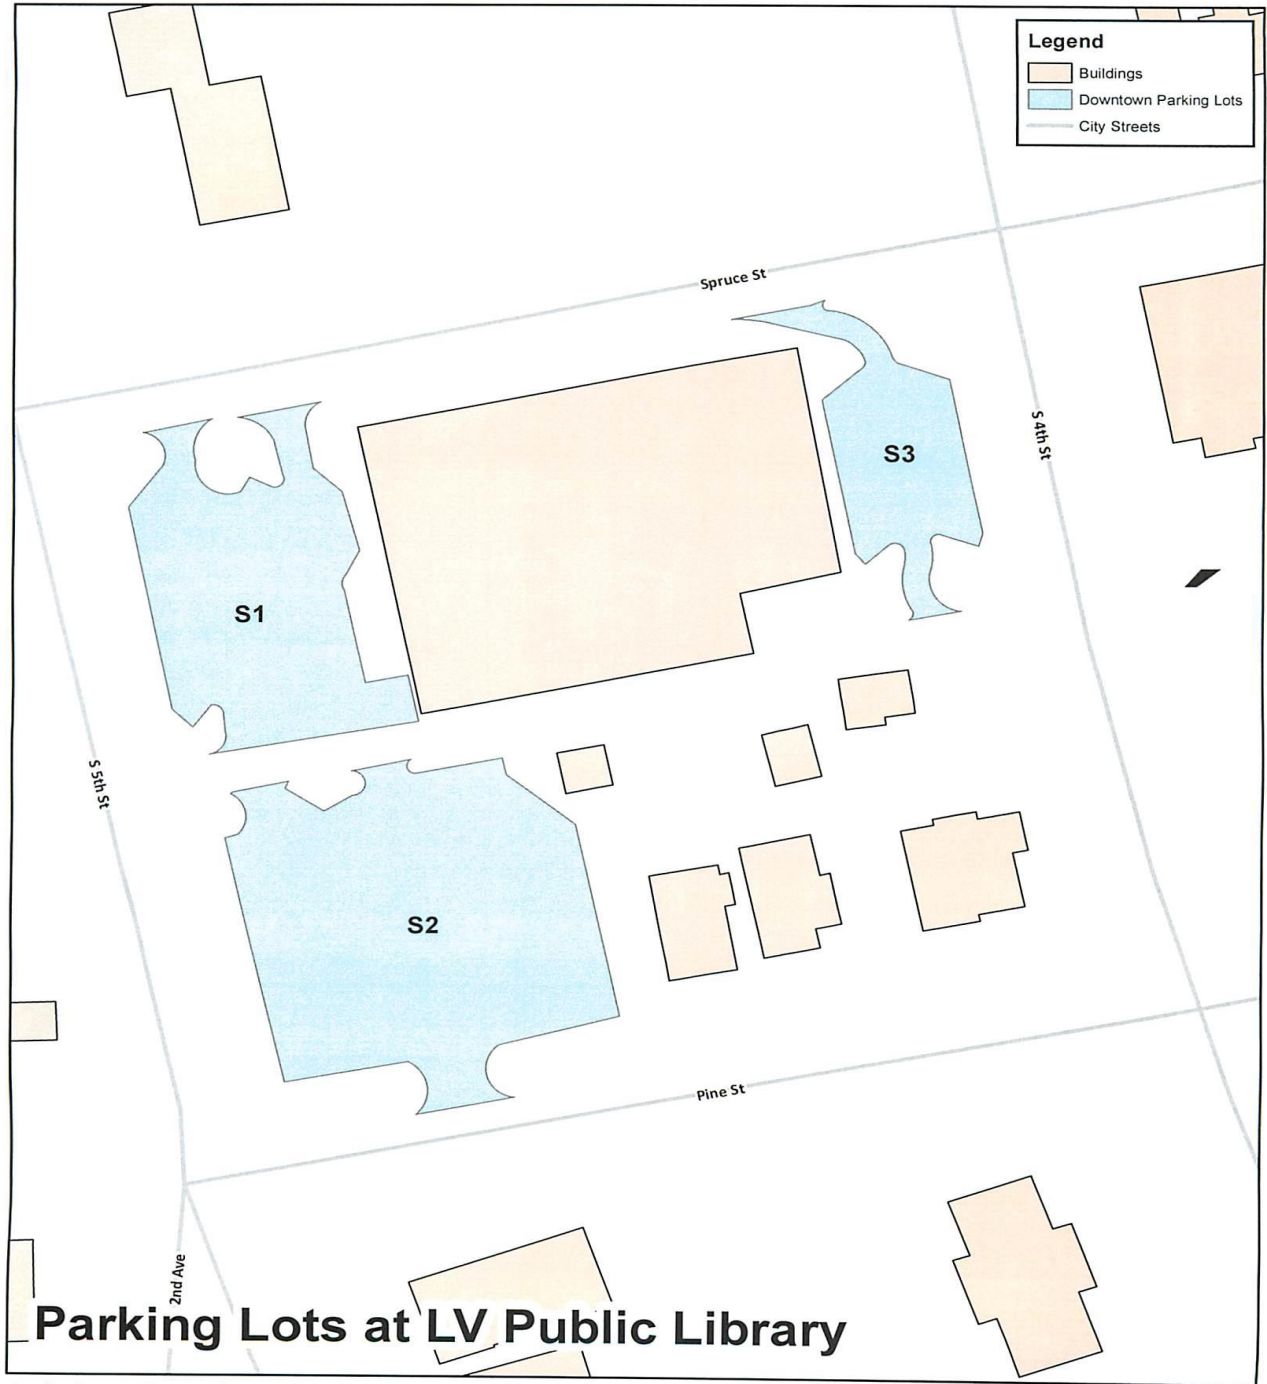 Legend
Buildings
Downtown Parking Lots
City Streets
Spruce St
S 4th St
S3
S1
S 5th St
S2
Pine St
2nd Ave
Parking Lots at LV Public Library